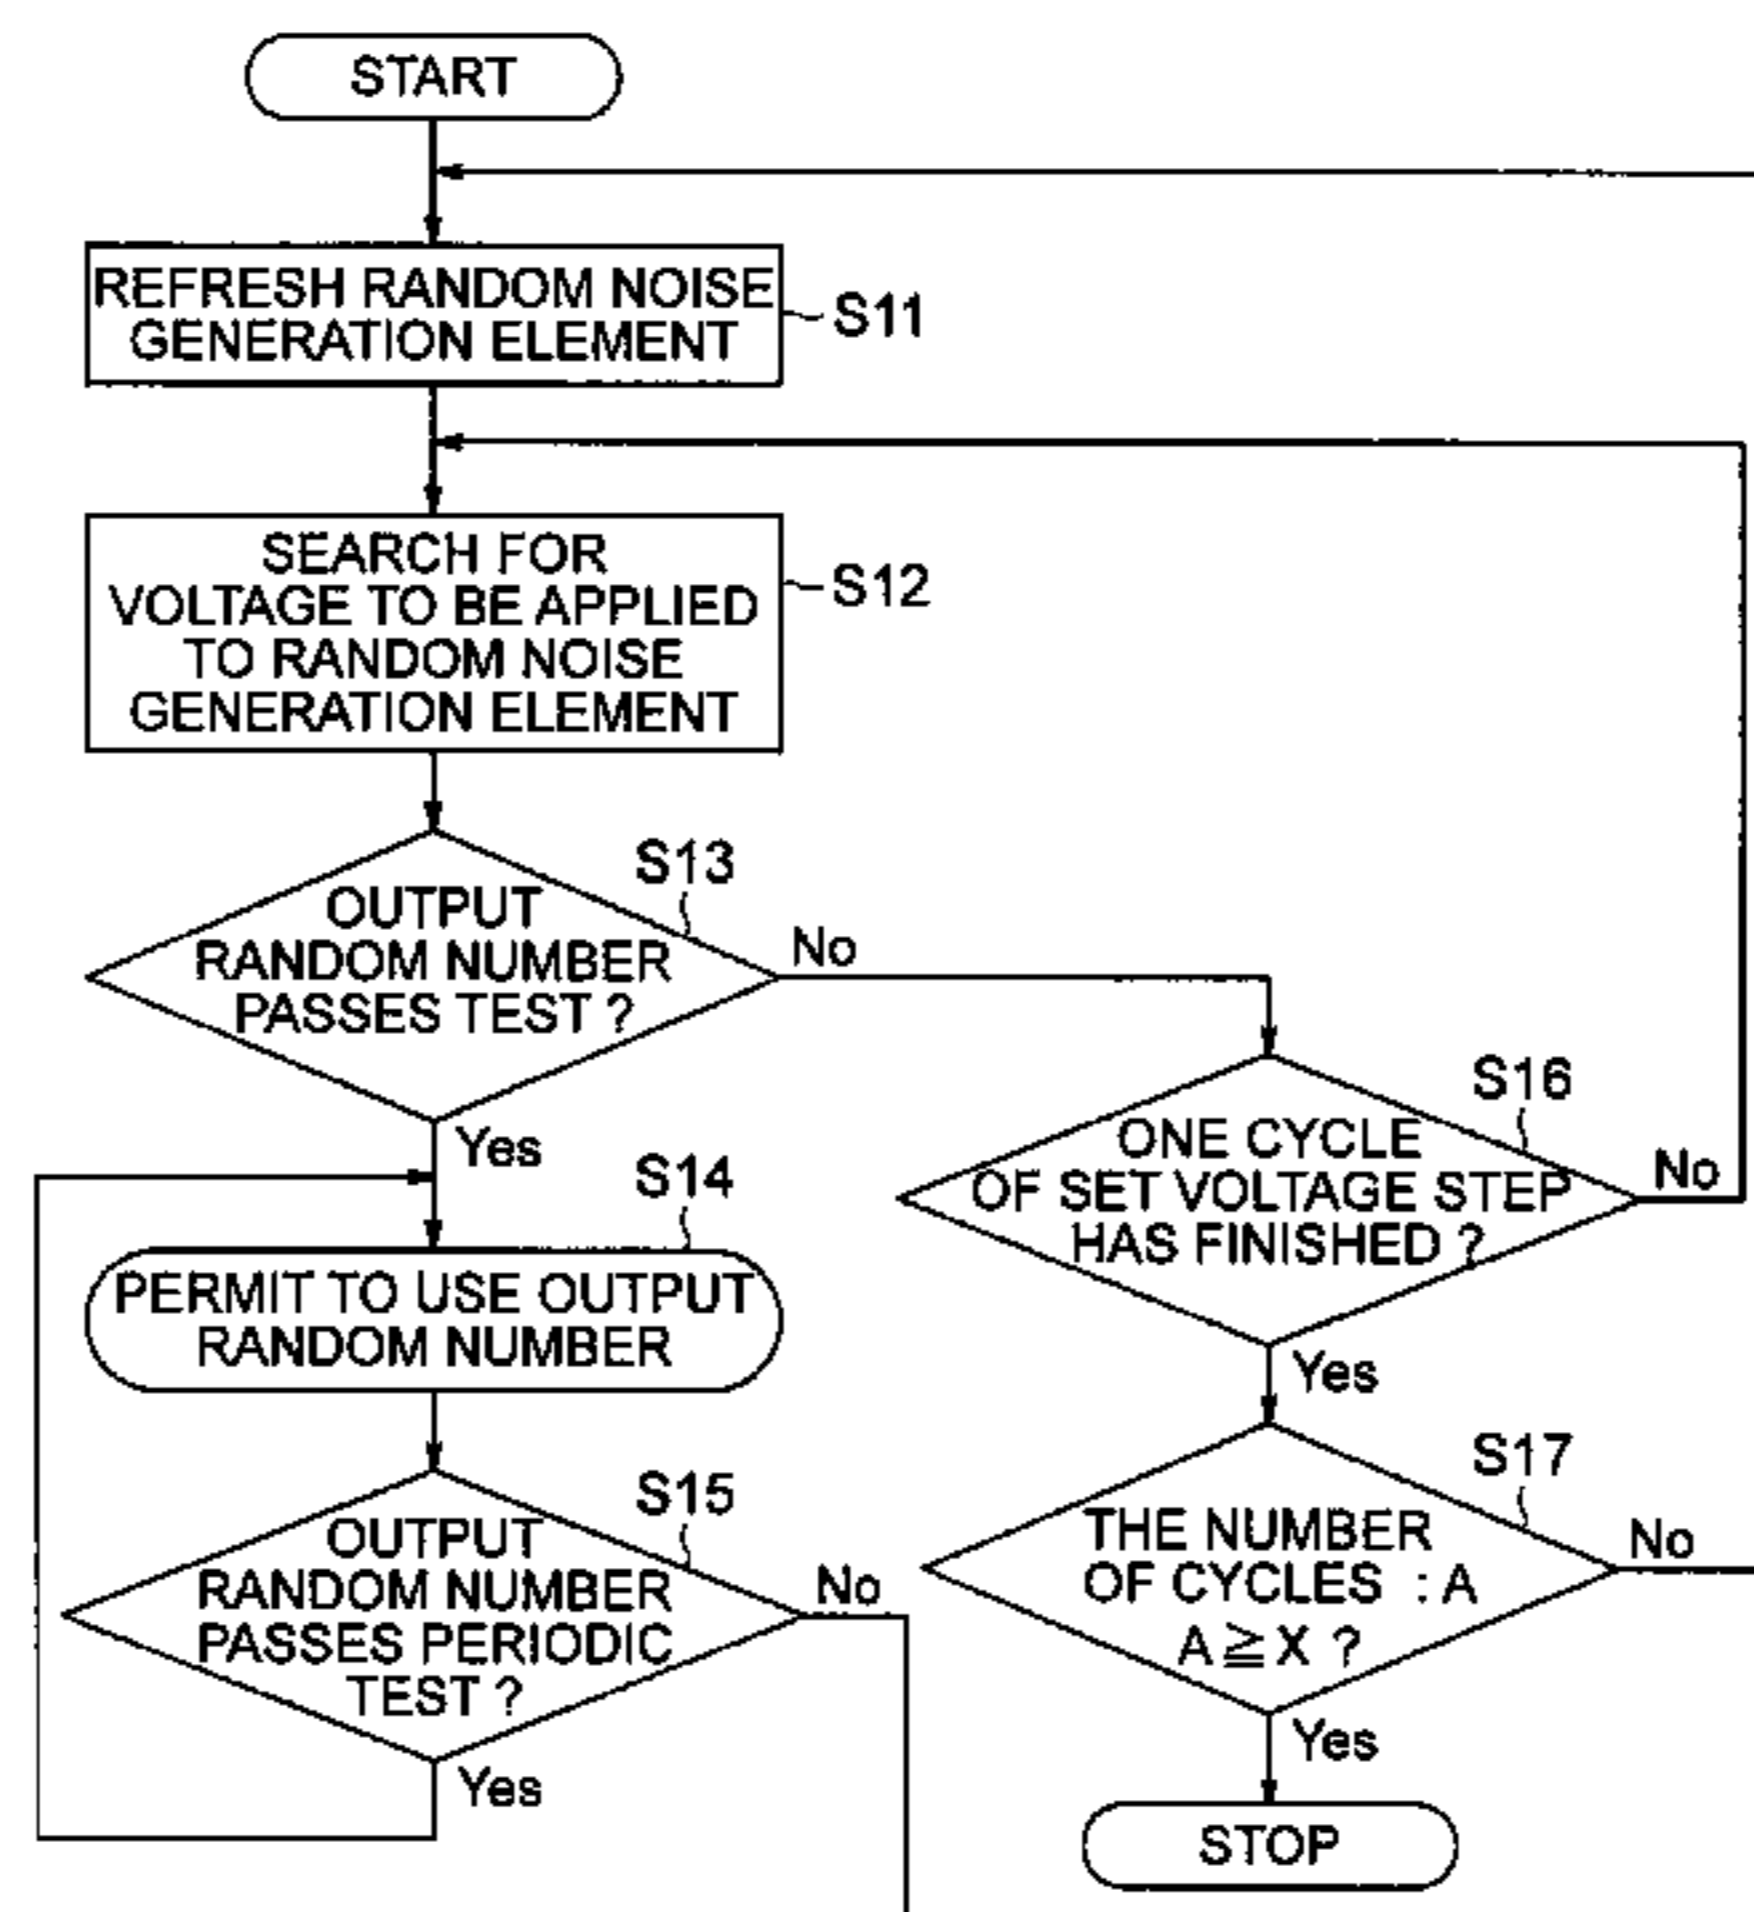 START
REFRESH RANDOM NOISE
GENERATION ELEMENT
S11
SEARCH FOR
VOLTAGE TO BE APPLIED
TO RANDOM NOISE
GENERATION ELEMENT
S12
S13
OUTPUT
RANDOM NUMBER
PASSES TEST ?
No
Yes
S14
PERMIT TO USE OUTPUT
RANDOM NUMBER
S15
OUTPUT
RANDOM NUMBER
PASSES PERIODIC
TEST ?
No
Yes
S16
ONE CYCLE
OF SET VOLTAGE STEP
HAS FINISHED ?
No
Yes
S17
THE NUMBER
OF CYCLES : A
A ≧ X ?
No
Yes
STOP